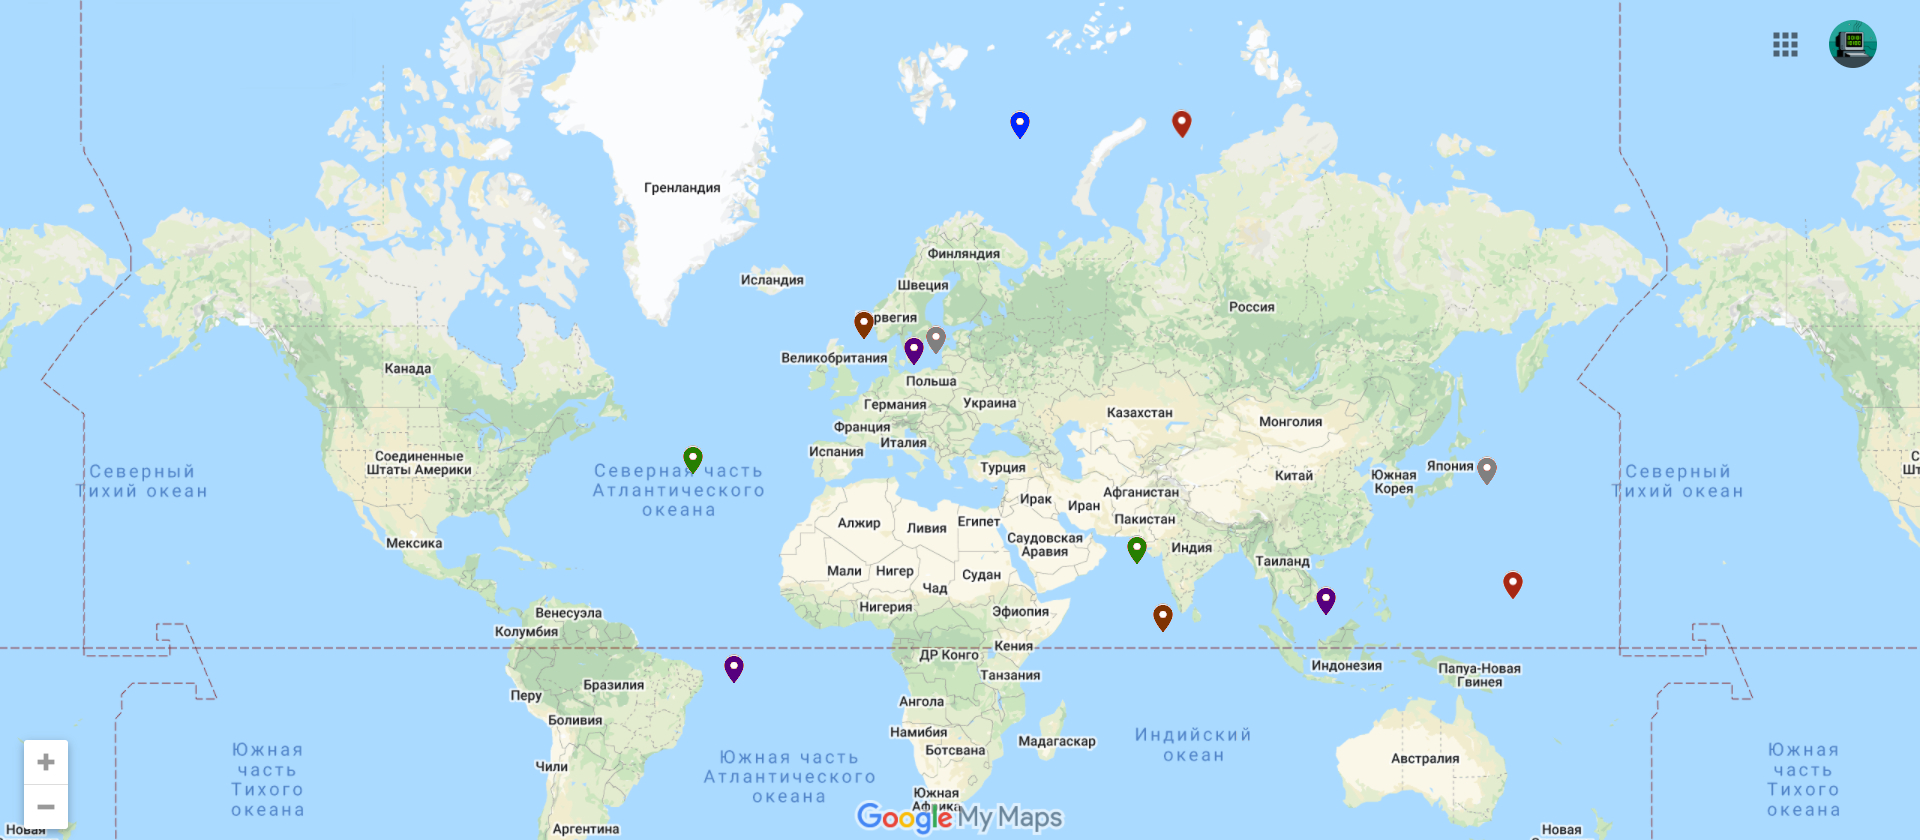 Гренландия
Финляндия
Исландия
Швеция
рвегия
Россия
Великобритания
Канада
Польша
Германия
Украина
Казахстан
Монголия
Франция
Италия
Испания
Соединенные
Штаты Америки
Северный
Тихий океан
Северная часть
Атлантического
океана
Турция
Япония
Китай
Южная
Корея
Северный
Тихий океан
С
Шт
Ирак
Иран
Афганистан
Пакистан
Алжир
Ливия
Египет
Саудовская
Аравия
Индия
Мексика
Таиланд
Мали
Нигер
Судан
Чад
Венесуэла
Нигерия
Эфиопия
Колумбия
Кения
ДР Конго
Индонезия
Папуа-Новая
Гвинея
Танзания
Бразилия
Перу
Ангола
Боливия
Намибия
Ботсвана
Мадагаскар
Индийский
океан
Австралия
Южная
часть
Тихого
океана
Южная часть
Атлантического
океана
Чили
Южная
часть
Тихого
океана
Южная
Африка
Google My Maps
Аргентина
Новая
Новая